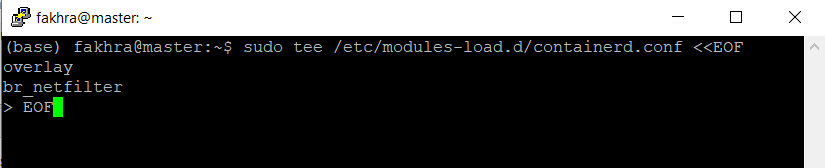 fakhra@master: ~
(base) fakhra@master:~$ sudo tee /etc/modules-load.d/containerd.conf <<EOF
overlay
br_netfilter
> EOF